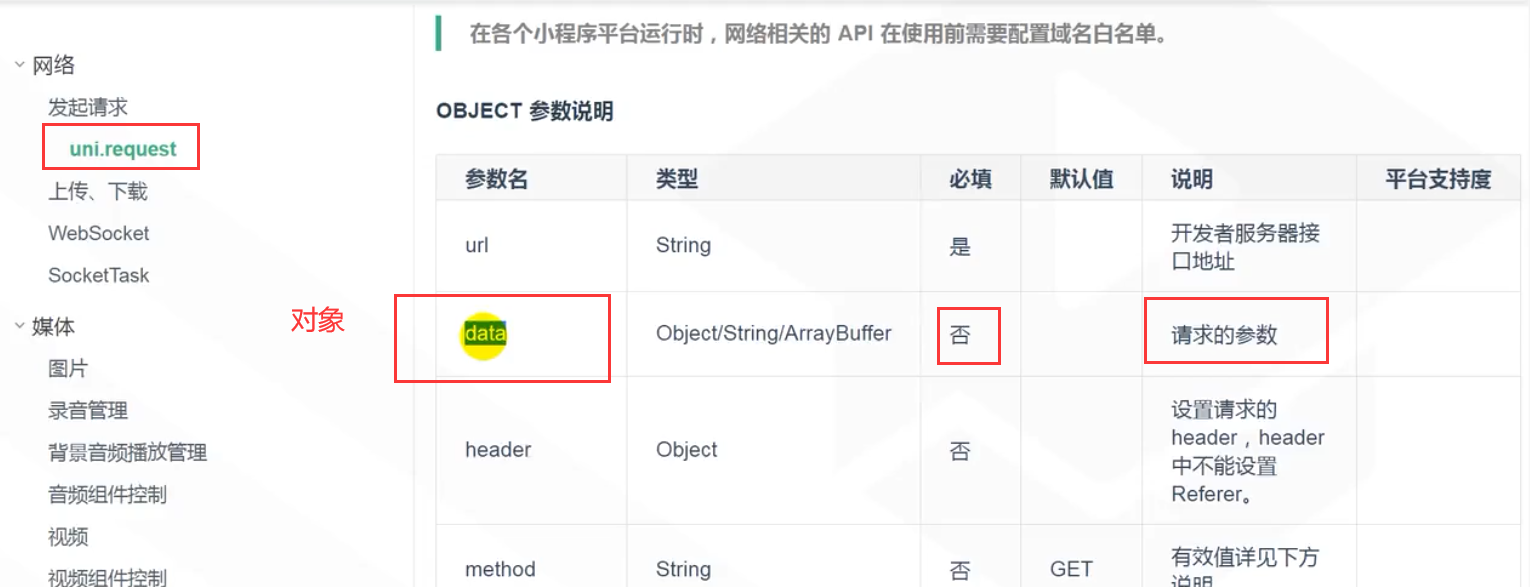 在各个小程序平台运行时，网络相关的 API 在使用前需要配置域名白名单。
网络
发起请求
uni.request
上传、下载
WebSocket
SocketTask
媒体
图片
录音管理
背景音频播放管理
音频组件控制
视频
视频组件控制
对象
OBJECT 参数说明
参数名 类型 必填 默认值 说明 平台支持度
url String 是 开发者服务器接
口地址
data Object/String/ArrayBuffer 否 请求的参数
header Object 否 设置请求的
header，header
中不能设置
Referer。
method String 否 GET 有效值详见下方
说明